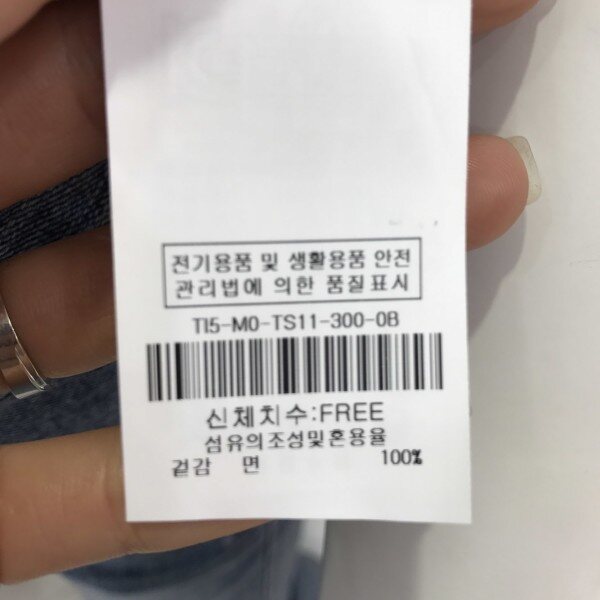 전기용품 및 생활용품 안전
관리법에 의한 품질표시
TI5-M0-TS11-300-0B
신체치수:FREE
섬유의조성및혼용율
겉감 면 100%